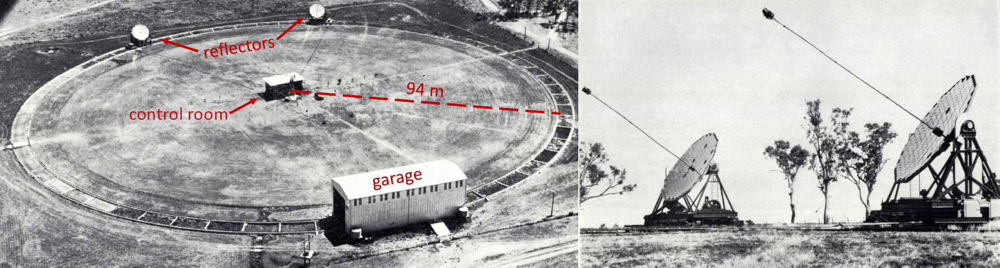 reflectors
94 m
control room
garage